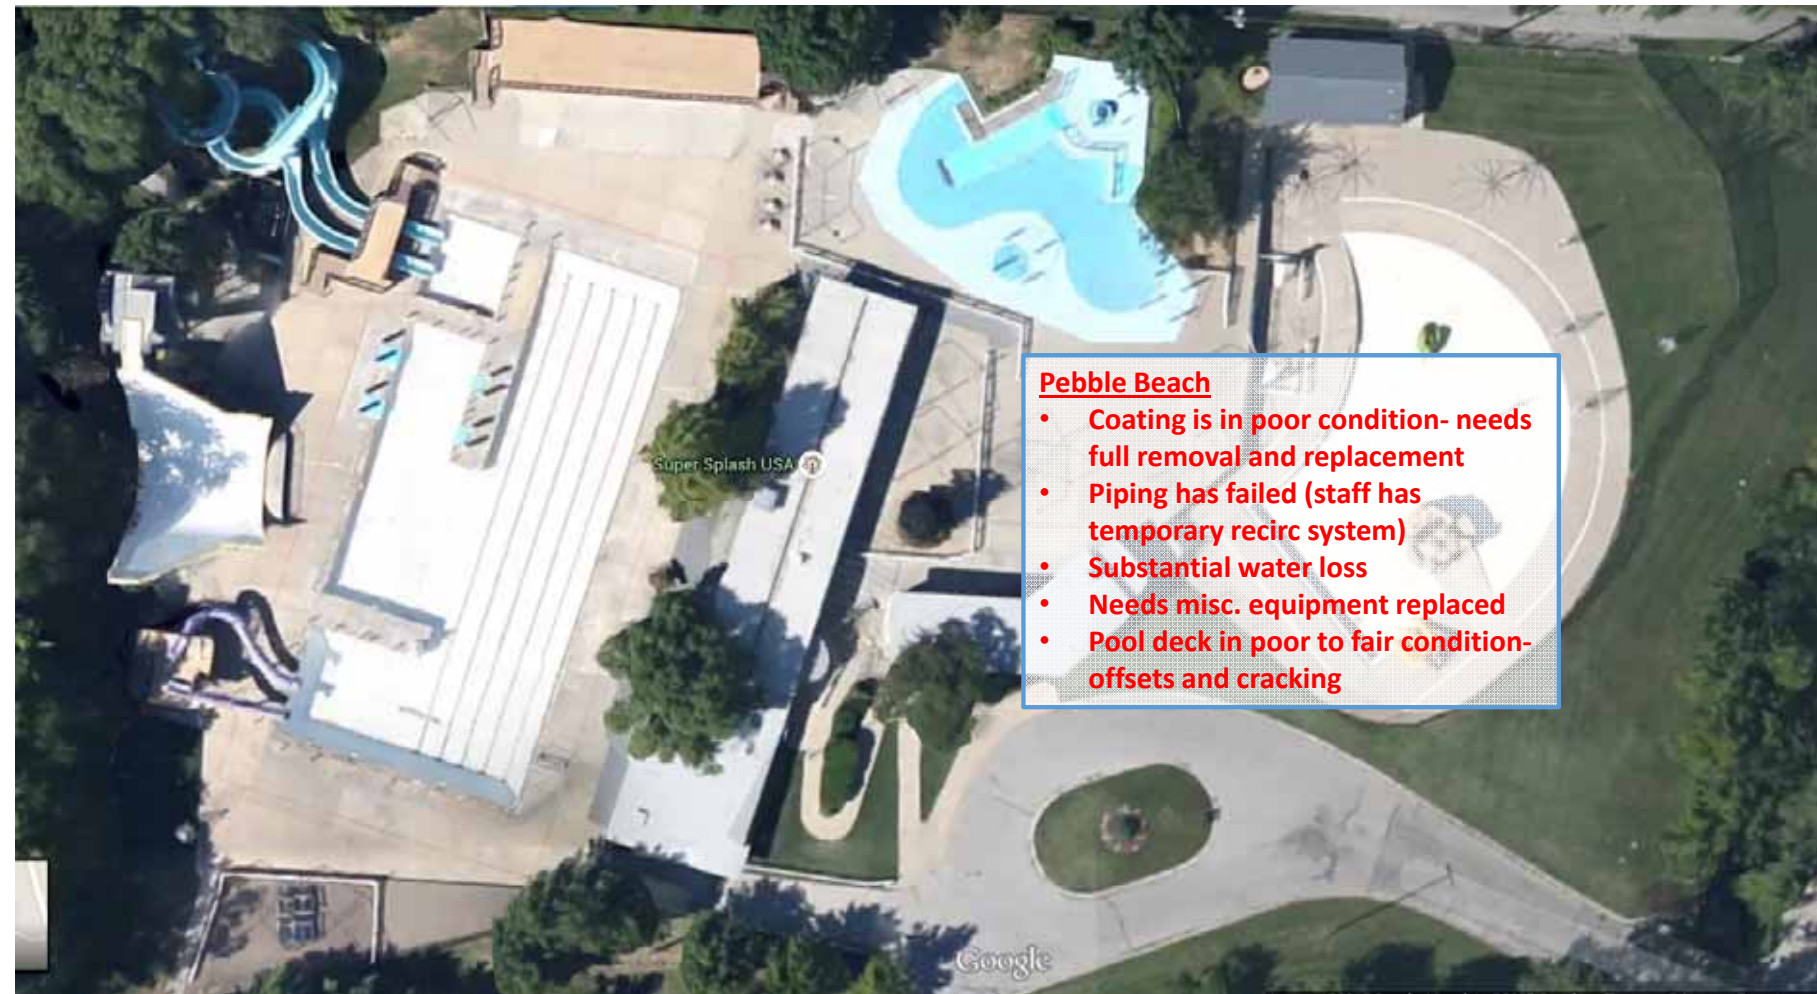 Super Splash USA
Pebble Beach
• Coating is in poor condition- needs
full removal and replacement
• Piping has failed (staff has
temporary recirc system)
• Substantial water loss
• Needs misc. equipment replaced
• Pool deck in poor to fair condition-
offsets and cracking
Google